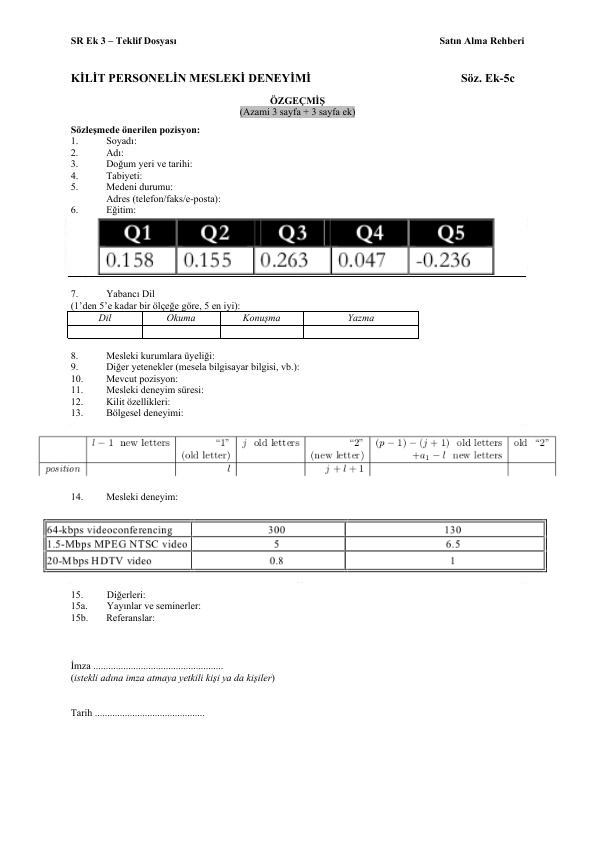 SR Ek 3 – Teklif Dosyası Satın Alma Rehberi
KİLİT PERSONELİN MESLEKİ DENEYİMİ Söz. Ek-5c
ÖZGEÇMİŞ
(Azami 3 sayfa + 3 sayfa ek)
Sözleşmede önerilen pozisyon:
1. Soyadı:
2. Adı:
3. Doğum yeri ve tarihi:
4. Tabiyeti:
5. Medeni durumu:
Adres (telefon/faks/e-posta):
6. Eğitim:
Q1 Q2 Q3 Q4 Q5
0.158 0.155 0.263 0.047 -0.236
7. Yabancı Dil
(1’den 5’e kadar bir ölçeğe göre, 5 en iyi):
Dil Okuma Konuşma Yazma
8. Mesleki kurumlara üyeliği:
9. Diğer yetenekler (mesela bilgisayar bilgisi, vb.):
10. Mevcut pozisyon:
11. Mesleki deneyim süresi:
12. Kilit özellikleri:
13. Bölgesel deneyimi:
l − 1 new letters “1” j old letters “2” (p − 1) − (j + 1) old letters old “2”
(old letter) (new letter) +a₁ − l new letters
position l j + l + 1
14. Mesleki deneyim:
64-kbps videoconferencing 300 130
1.5-Mbps MPEG NTSC video 5 6.5
20-Mbps HDTV video 0.8 1
15. Diğerleri:
15a. Yayınlar ve seminerler:
15b. Referanslar:
İmza ....................................................
(istekli adına imza atmaya yetkili kişi ya da kişiler)
Tarih ............................................